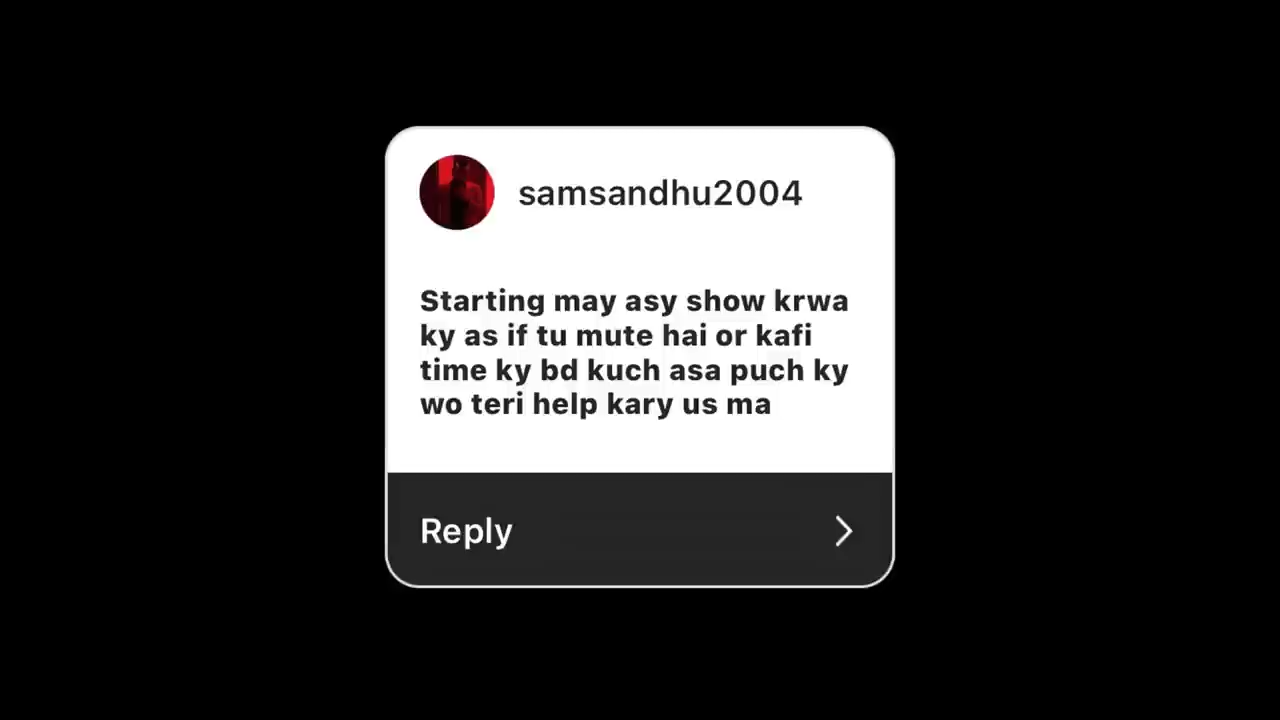 samsandhu2004
Starting may asy show krwa
ky as if tu mute hai or kafi
time ky bd kuch asa puch ky
wo teri help kary us ma
Reply